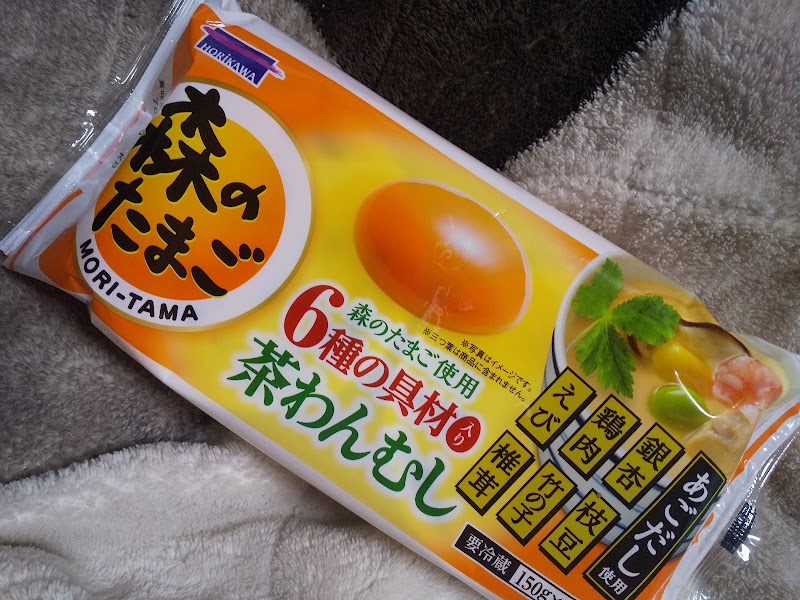 HORIKAWA
森の
たまご
MORI-TAMA
森のたまご使用
6種の具材入り
茶わんむし
※写真はイメージです。
※三つ葉は商品に含まれません。
えび
鶏肉
銀杏
椎茸
竹の子
枝豆
あごだし使用
要冷蔵
150g×